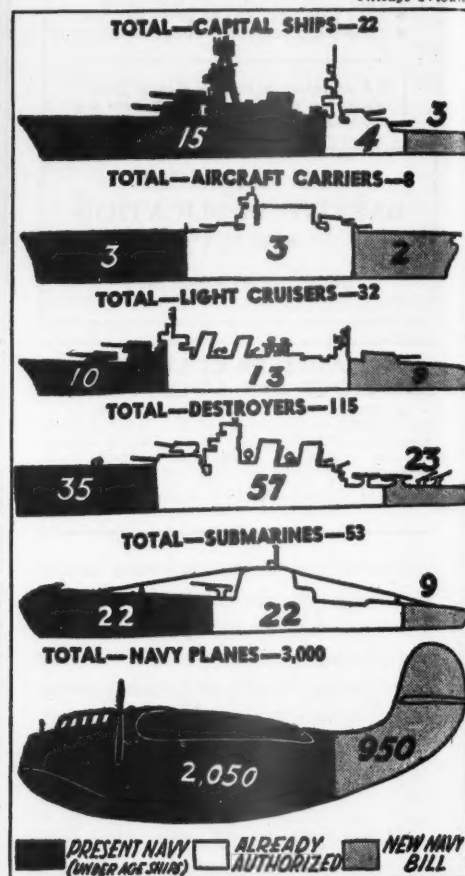 TOTAL—CAPITAL SHIPS—22
15 4 3
TOTAL—AIRCRAFT CARRIERS—8
3 3 2
TOTAL—LIGHT CRUISERS—32
10 13 9
TOTAL—DESTROYERS—115
35 57 23
TOTAL—SUBMARINES—53
22 22 9
TOTAL—NAVY PLANES—3,000
2,050 950
PRESENT NAVY ALREADY NEW NAVY
(UNDER AGE SHIPS) AUTHORIZED BILL